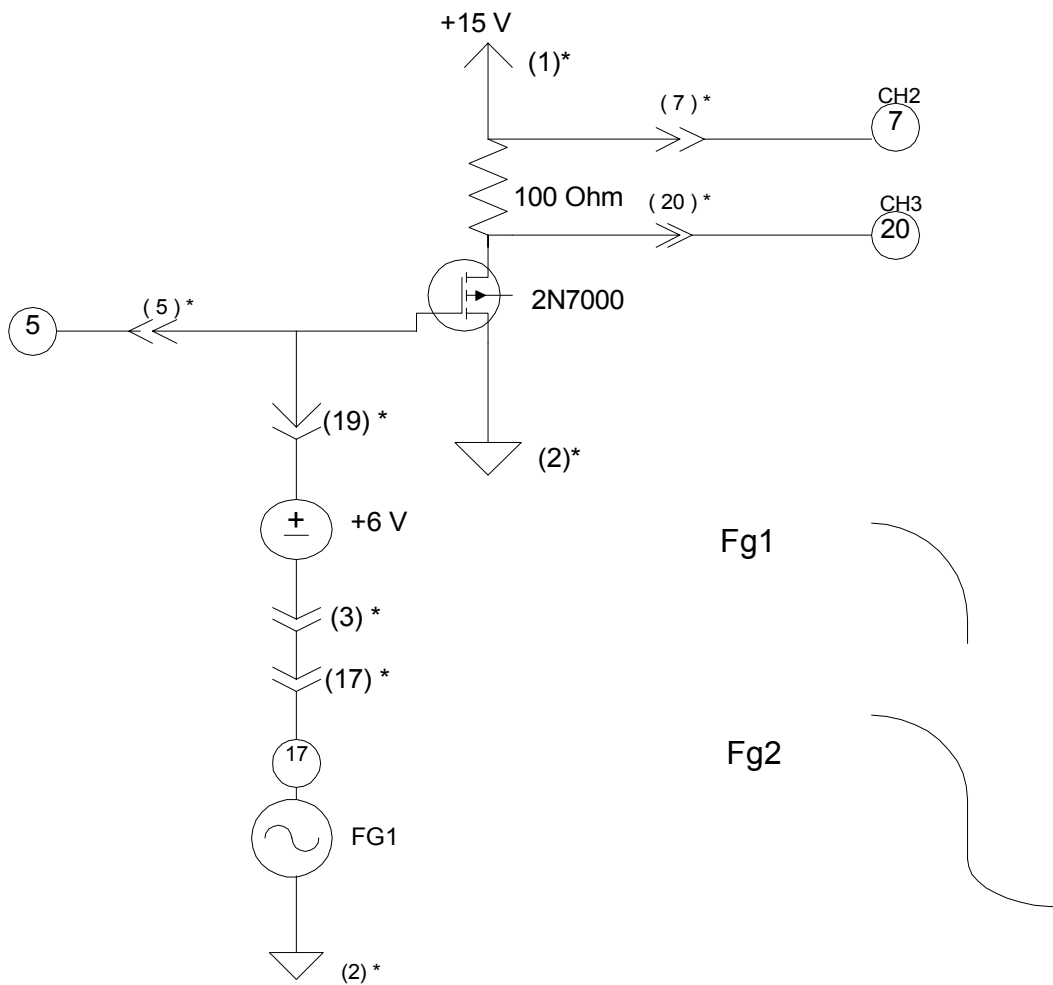 +15 V
(1)*
( 7 ) *
CH2
7
100 Ohm
( 20 ) *
CH3
20
2N7000
( 5 ) *
5
(19) *
(2)*
+6 V
Fg1
(3) *
(17) *
17
Fg2
FG1
(2) *